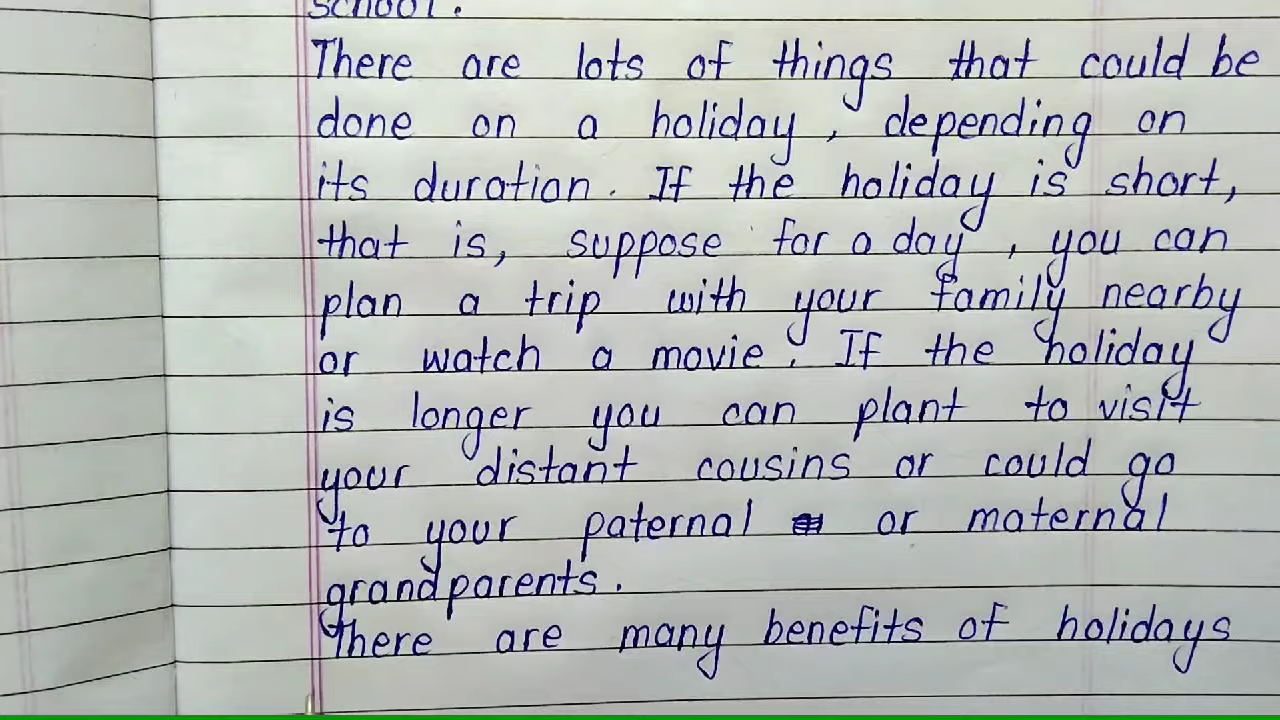 school.
There are lots of things that could be
done on a holiday, depending on
its duration. If the holiday is short,
that is, suppose for a day, you can
plan a trip with your family nearby
or watch a movie. If the holiday
is longer you can plant to visit
your distant cousins or could go
to your paternal or maternal
grandparents.
There are many benefits of holidays